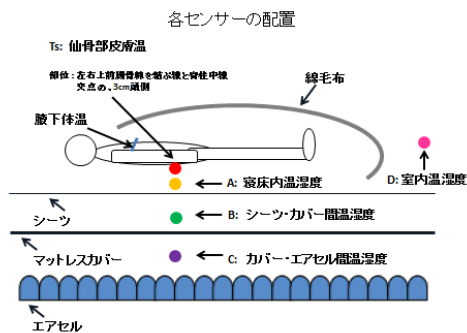 各センサーの配置
Ts: 仙骨部皮膚温
部位:左右上前腸骨棘を結ぶ線と脊柱中線
交点の、3cm頭側
綿毛布
腋下体温
A: 寝床内温湿度
D: 室内温湿度
シーツ
B: シーツ・カバー間温湿度
マットレスカバー
C: カバー・エアセル間温湿度
エアセル